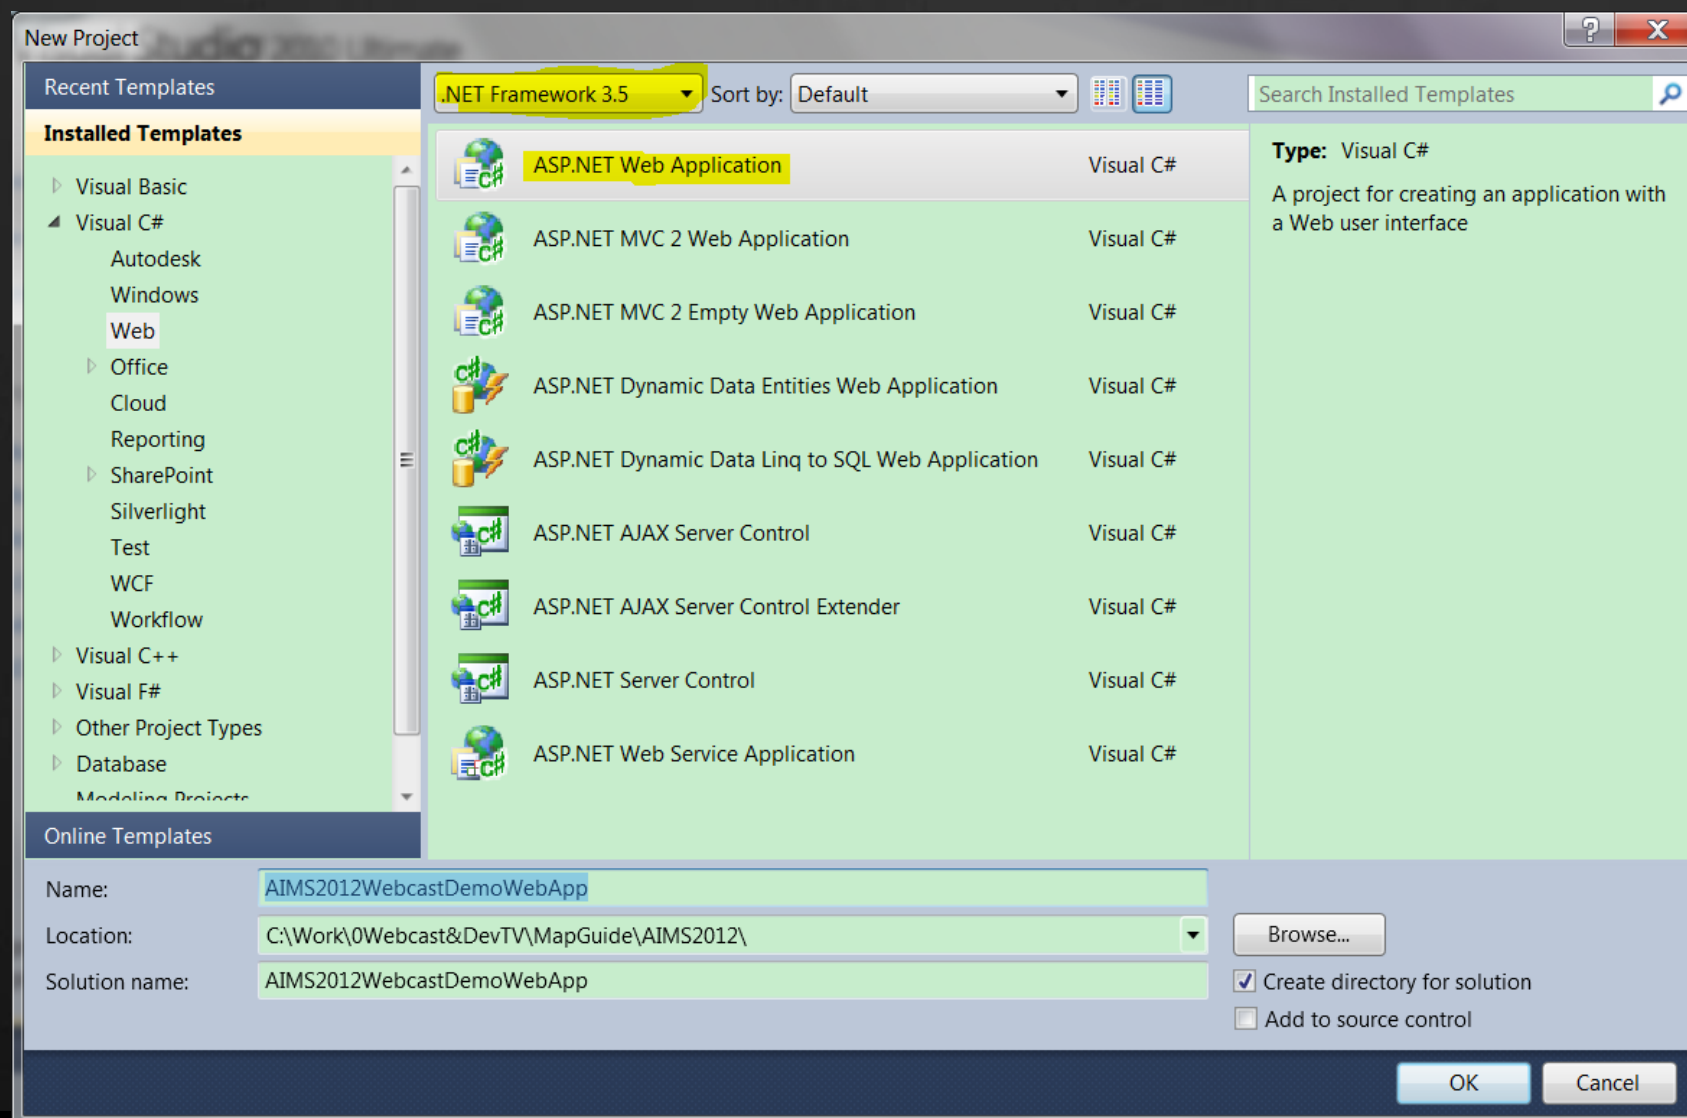 New Project
Recent Templates
.NET Framework 3.5
Sort by: Default
Search Installed Templates
Installed Templates
Visual Basic
Visual C#
Autodesk
Windows
Web
Office
Cloud
Reporting
SharePoint
Silverlight
Test
WCF
Workflow
Visual C++
Visual F#
Other Project Types
Database
Modeling Projects
Online Templates
ASP.NET Web Application Visual C#
ASP.NET MVC 2 Web Application Visual C#
ASP.NET MVC 2 Empty Web Application Visual C#
ASP.NET Dynamic Data Entities Web Application Visual C#
ASP.NET Dynamic Data Linq to SQL Web Application Visual C#
ASP.NET AJAX Server Control Visual C#
ASP.NET AJAX Server Control Extender Visual C#
ASP.NET Server Control Visual C#
ASP.NET Web Service Application Visual C#
Type: Visual C#
A project for creating an application with
a Web user interface
Name: AIMS2012WebcastDemoWebApp
Location: C:\Work\0Webcast&DevTV\MapGuide\AIMS2012\
Browse...
Solution name: AIMS2012WebcastDemoWebApp
Create directory for solution
Add to source control
OK
Cancel